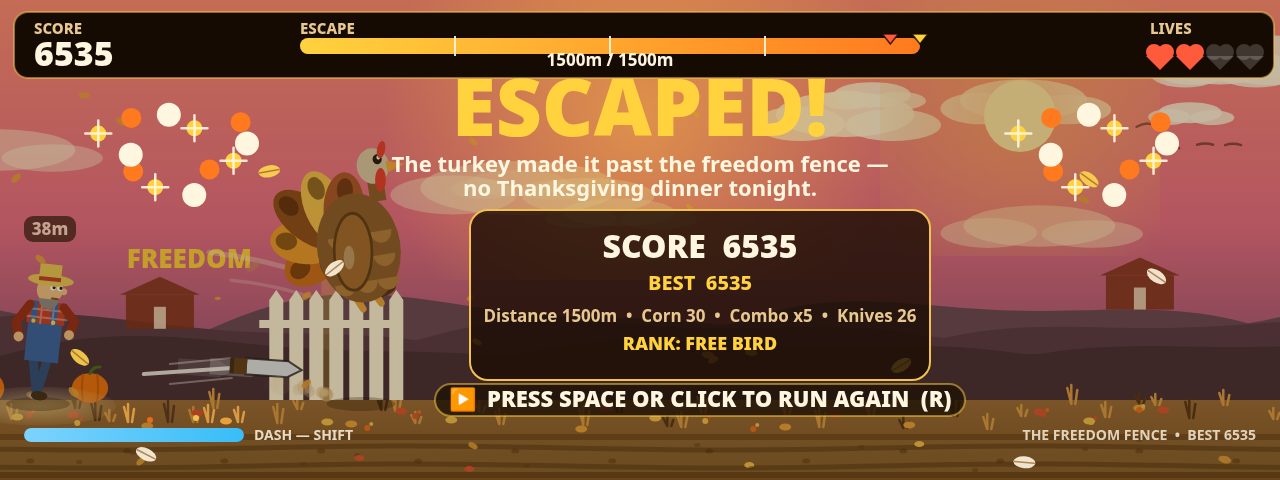 SCORE
6535
ESCAPE
1500m / 1500m
LIVES
ESCAPED!
The turkey made it past the freedom fence —
no Thanksgiving dinner tonight.
38m
FREEDOM
SCORE 6535
BEST 6535
Distance 1500m • Corn 30 • Combo x5 • Knives 26
RANK: FREE BIRD
PRESS SPACE OR CLICK TO RUN AGAIN (R)
DASH — SHIFT
THE FREEDOM FENCE • BEST 6535